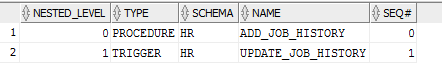 NESTED_LEVEL TYPE SCHEMA NAME SEQ#
1 0 PROCEDURE HR ADD_JOB_HISTORY 0
2 1 TRIGGER HR UPDATE_JOB_HISTORY 1